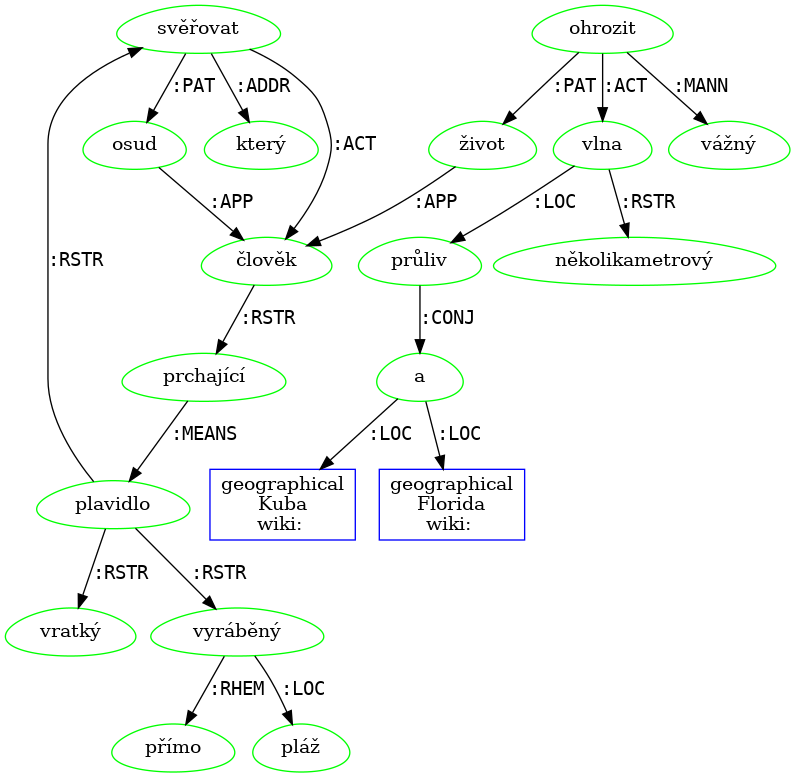 svěřovat
ohrozit
:PAT
:ADDR
:PAT
:ACT
:MANN
osud
který
:ACT
život
vlna
vážný
:APP
:APP
:LOC
:RSTR
:RSTR
člověk
průliv
několikametrový
:RSTR
:CONJ
prchající
a
:MEANS
:LOC
:LOC
plavidlo
geographical
Kuba
wiki:
geographical
Florida
wiki:
:RSTR
:RSTR
vratký
vyráběný
:RHEM
:LOC
přímo
pláž